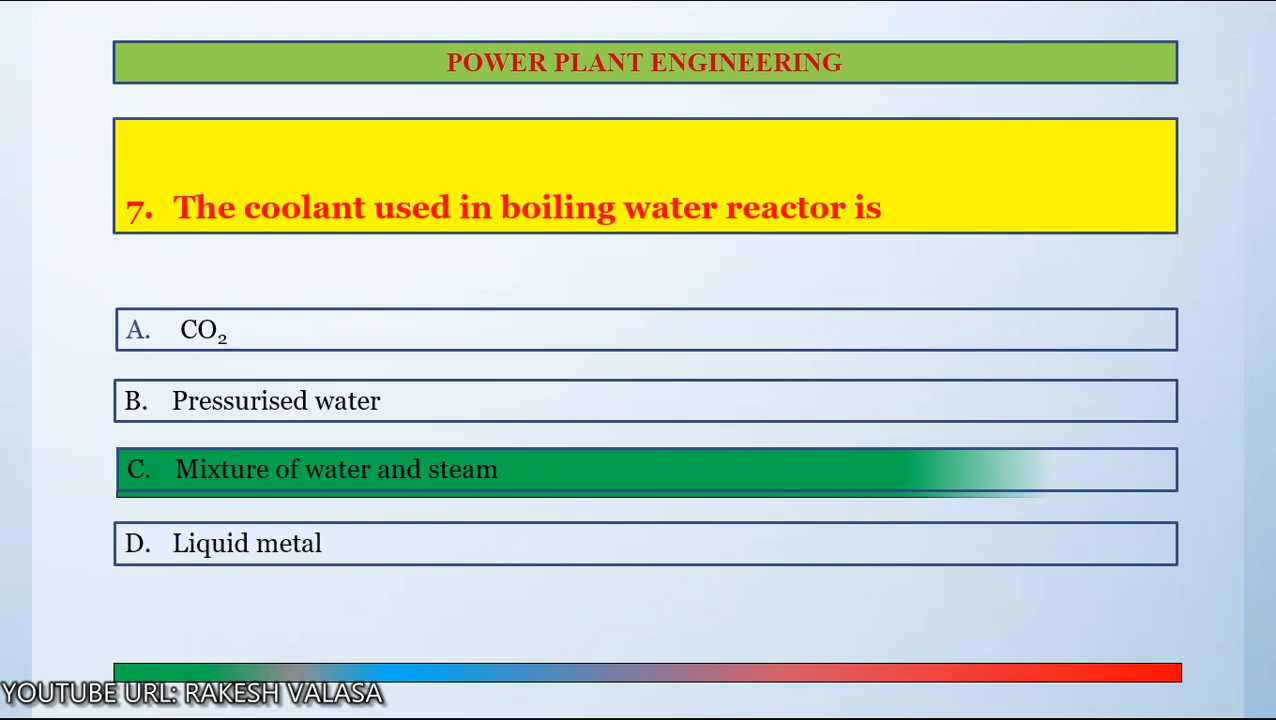 POWER PLANT ENGINEERING
7. The coolant used in boiling water reactor is
A. CO₂
B. Pressurised water
C. Mixture of water and steam
D. Liquid metal
YOUTUBE URL: RAKESH VALASA